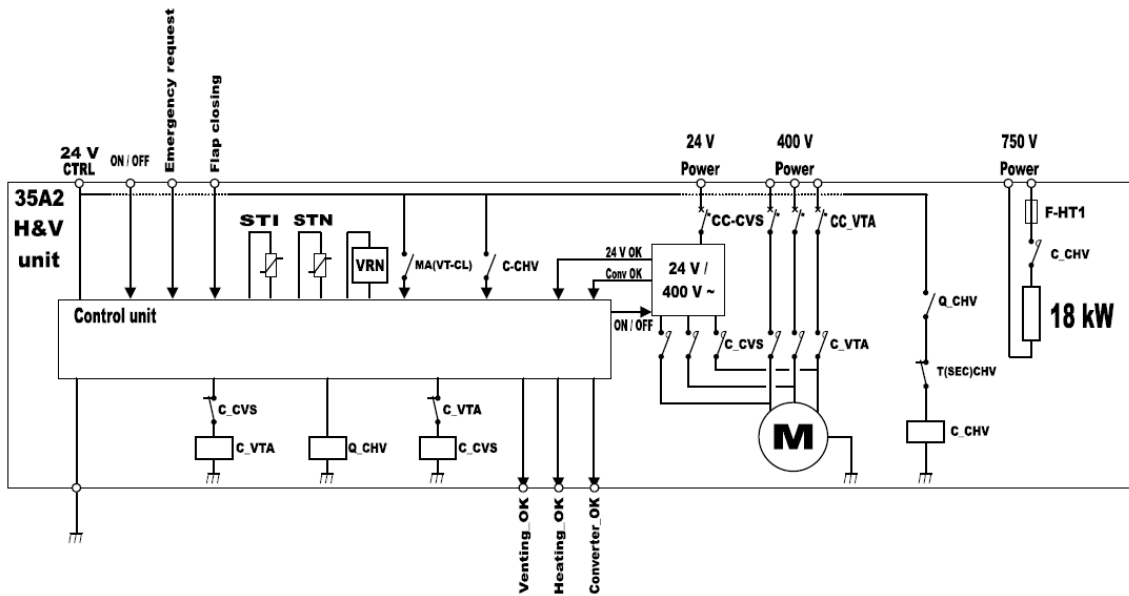 Emergency request
Flap closing
24 V
CTRL
ON / OFF
24 V
Power
400 V
Power
750 V
Power
35A2
H&V
unit
STI
STN
VRN
MA(VT-CL)
C-CHV
24 V OK
Conv OK
CC-CVS
CC_VTA
F-HT1
C_CHV
24 V /
400 V ~
Q_CHV
18 kW
Control unit
ON / OFF
C_CVS
C_VTA
T(SEC)CHV
C_CVS
C_VTA
C_VTA
Q_CHV
C_CVS
M
C_CHV
Venting_OK
Heating_OK
Converter_OK